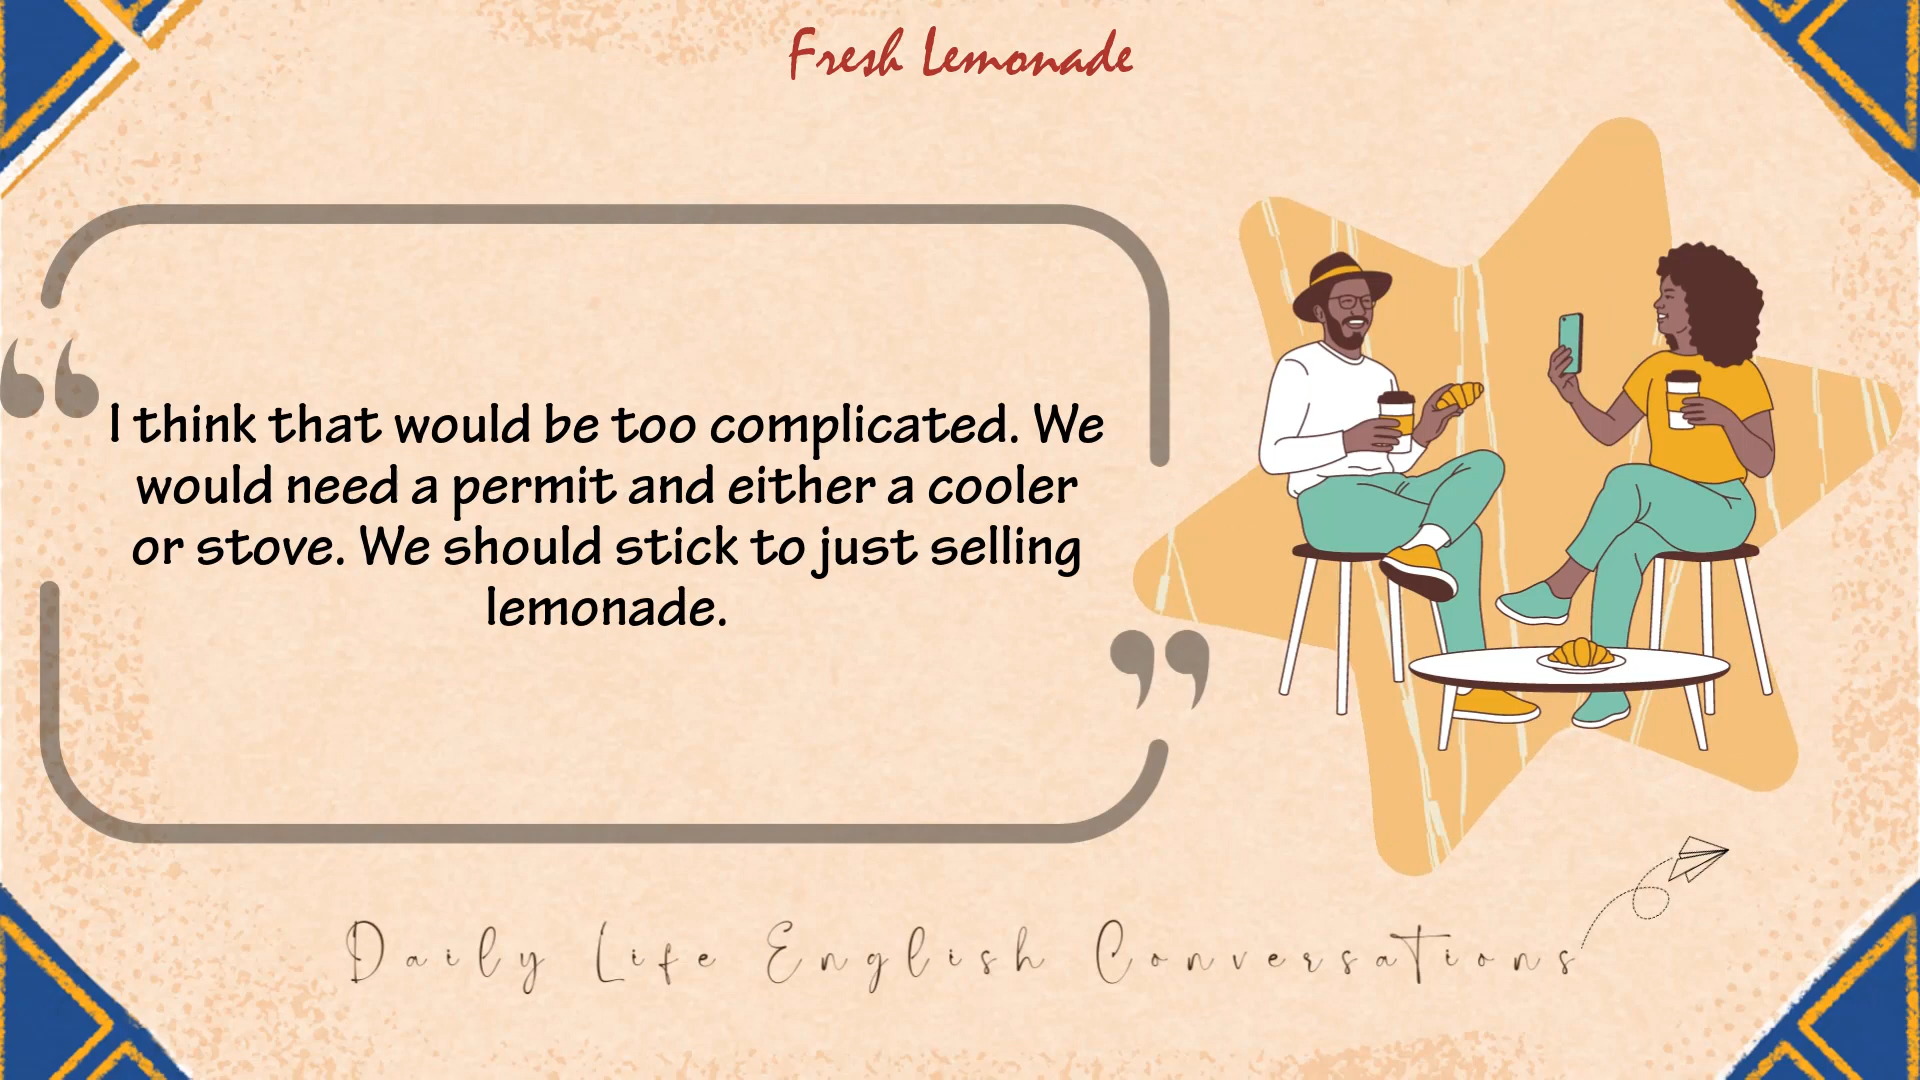 Fresh Lemonade
I think that would be too complicated. We
would need a permit and either a cooler
or stove. We should stick to just selling
lemonade.
Daily Life English Conversations